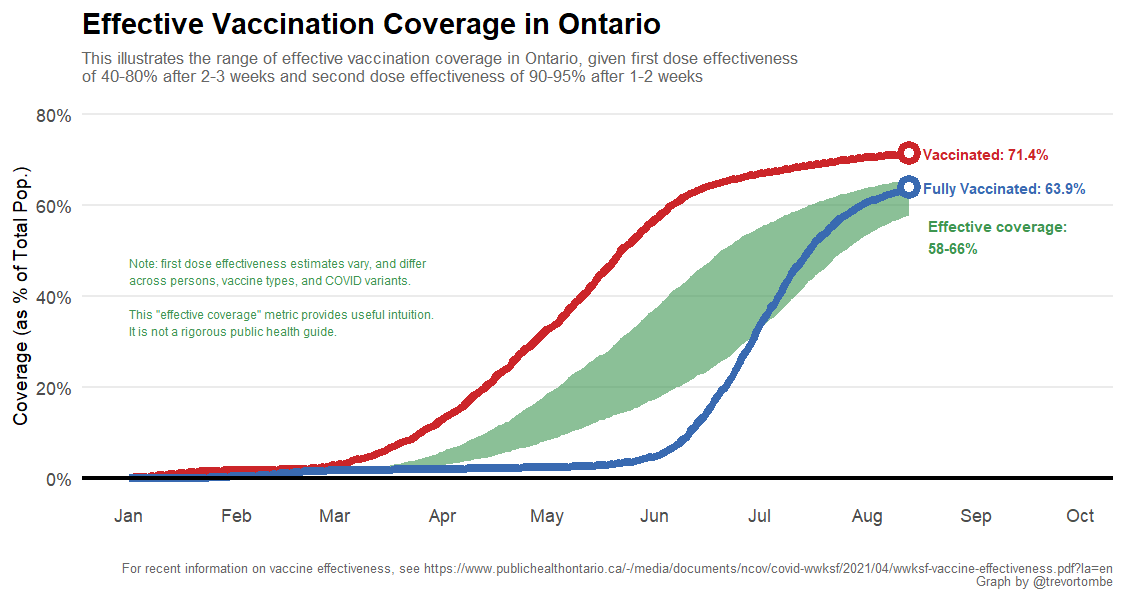 Effective Vaccination Coverage in Ontario
This illustrates the range of effective vaccination coverage in Ontario, given first dose effectiveness
of 40-80% after 2-3 weeks and second dose effectiveness of 90-95% after 1-2 weeks
Coverage (as % of Total Pop.)
80%
60%
40%
20%
0%
Vaccinated: 71.4%
Fully Vaccinated: 63.9%
Effective coverage:
58-66%
Note: first dose effectiveness estimates vary, and differ
across persons, vaccine types, and COVID variants.
This "effective coverage" metric provides useful intuition.
It is not a rigorous public health guide.
Jan Feb Mar Apr May Jun Jul Aug Sep Oct
For recent information on vaccine effectiveness, see https://www.publichealthontario.ca/-/media/documents/ncov/covid-wwksf/2021/04/wwksf-vaccine-effectiveness.pdf?la=en
Graph by @trevortombe